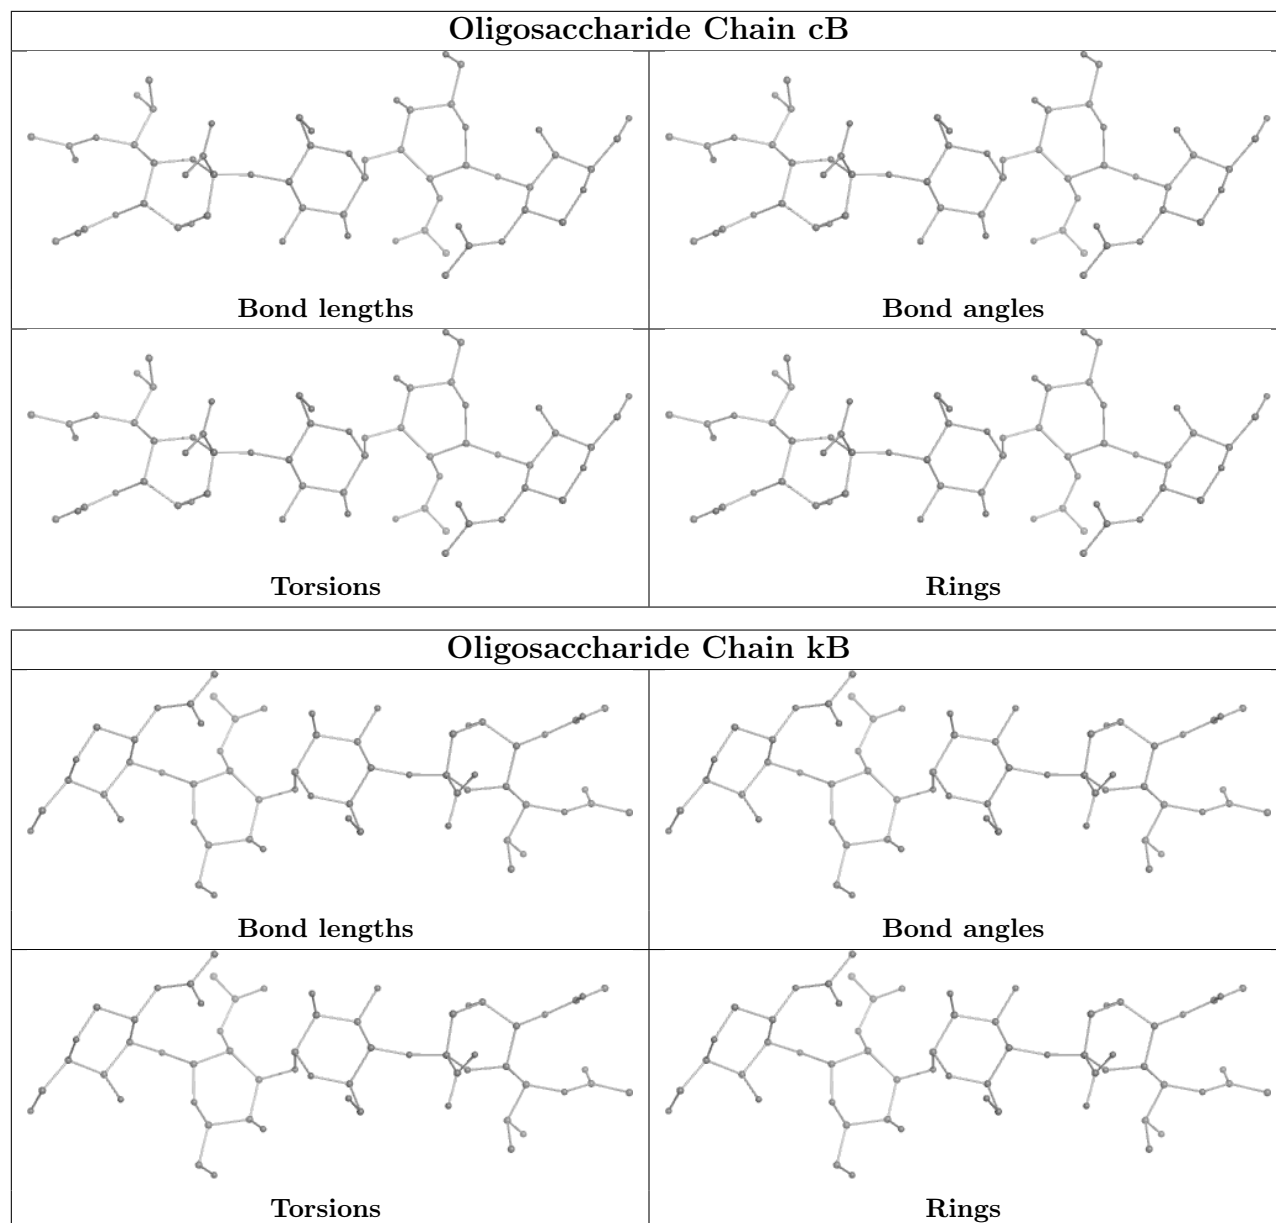 Oligosaccharide Chain cB
Bond lengths
Bond angles
Torsions
Rings
Oligosaccharide Chain kB
Bond lengths
Bond angles
Torsions
Rings